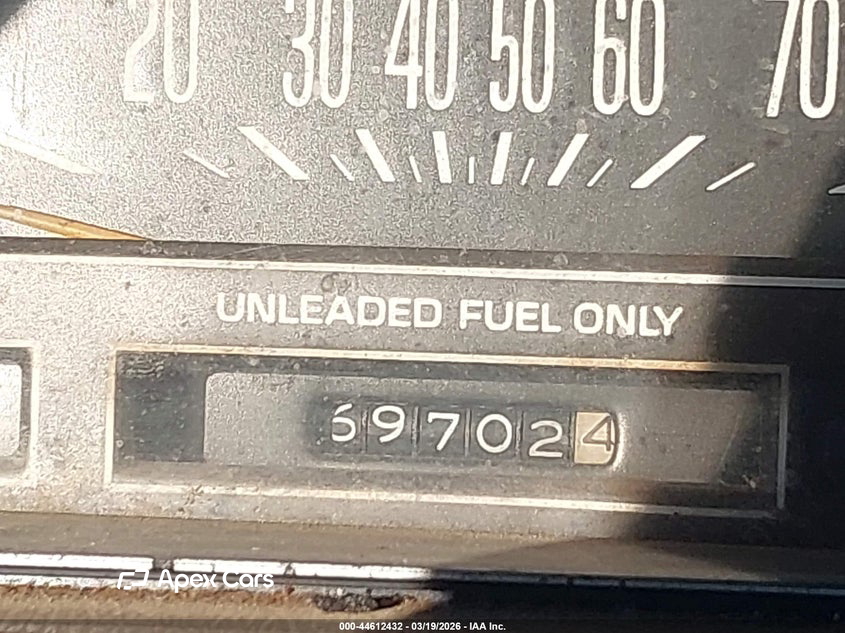 20 30 40 50 60 70
UNLEADED FUEL ONLY
697024
Apex Cars
000-44612432 - 03/19/2026 - IAA Inc.